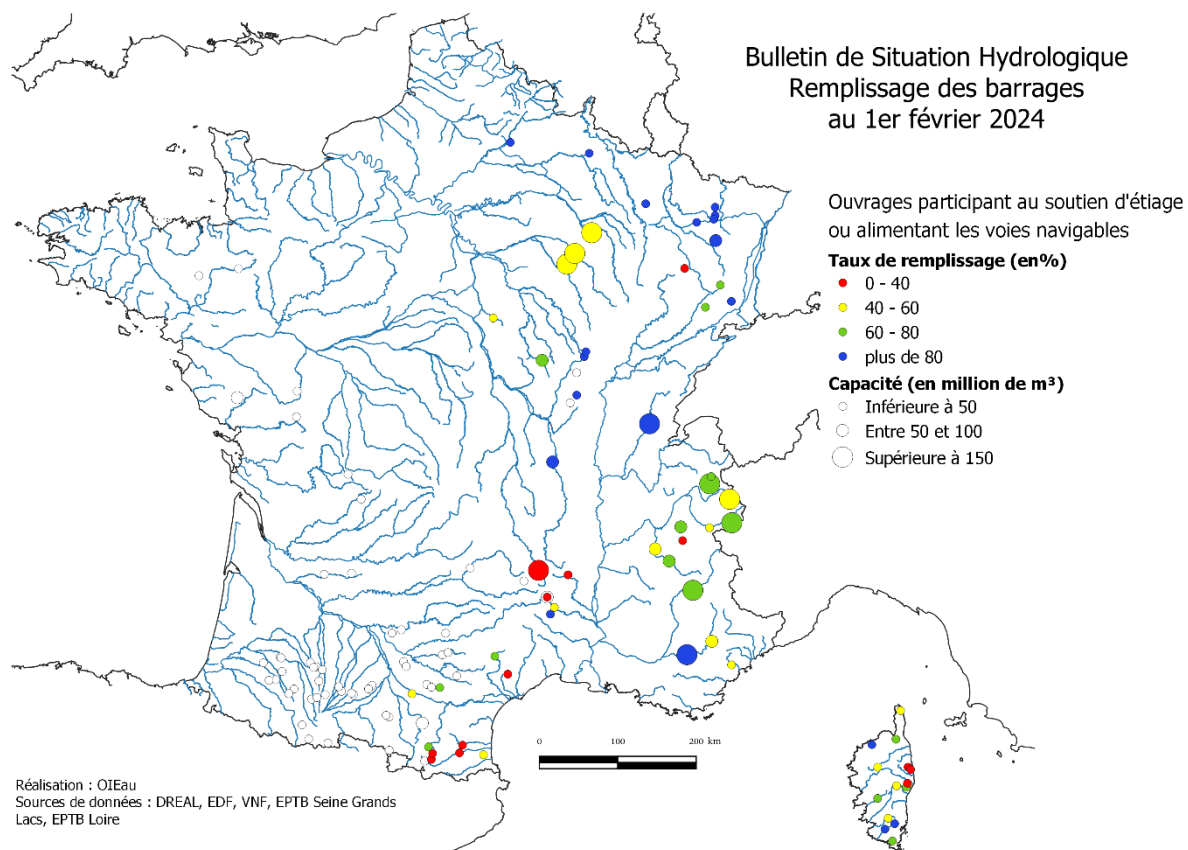 Bulletin de Situation Hydrologique
Remplissage des barrages
au 1er février 2024
Ouvrages participant au soutien d'étiage
ou alimentant les voies navigables
Taux de remplissage (en%)
0 - 40
40 - 60
60 - 80
plus de 80
Capacité (en million de m³)
Inférieure à 50
Entre 50 et 100
Supérieure à 150
0 100 200 km
Réalisation : OIEau
Sources de données : DREAL, EDF, VNF, EPTB Seine Grands
Lacs, EPTB Loire